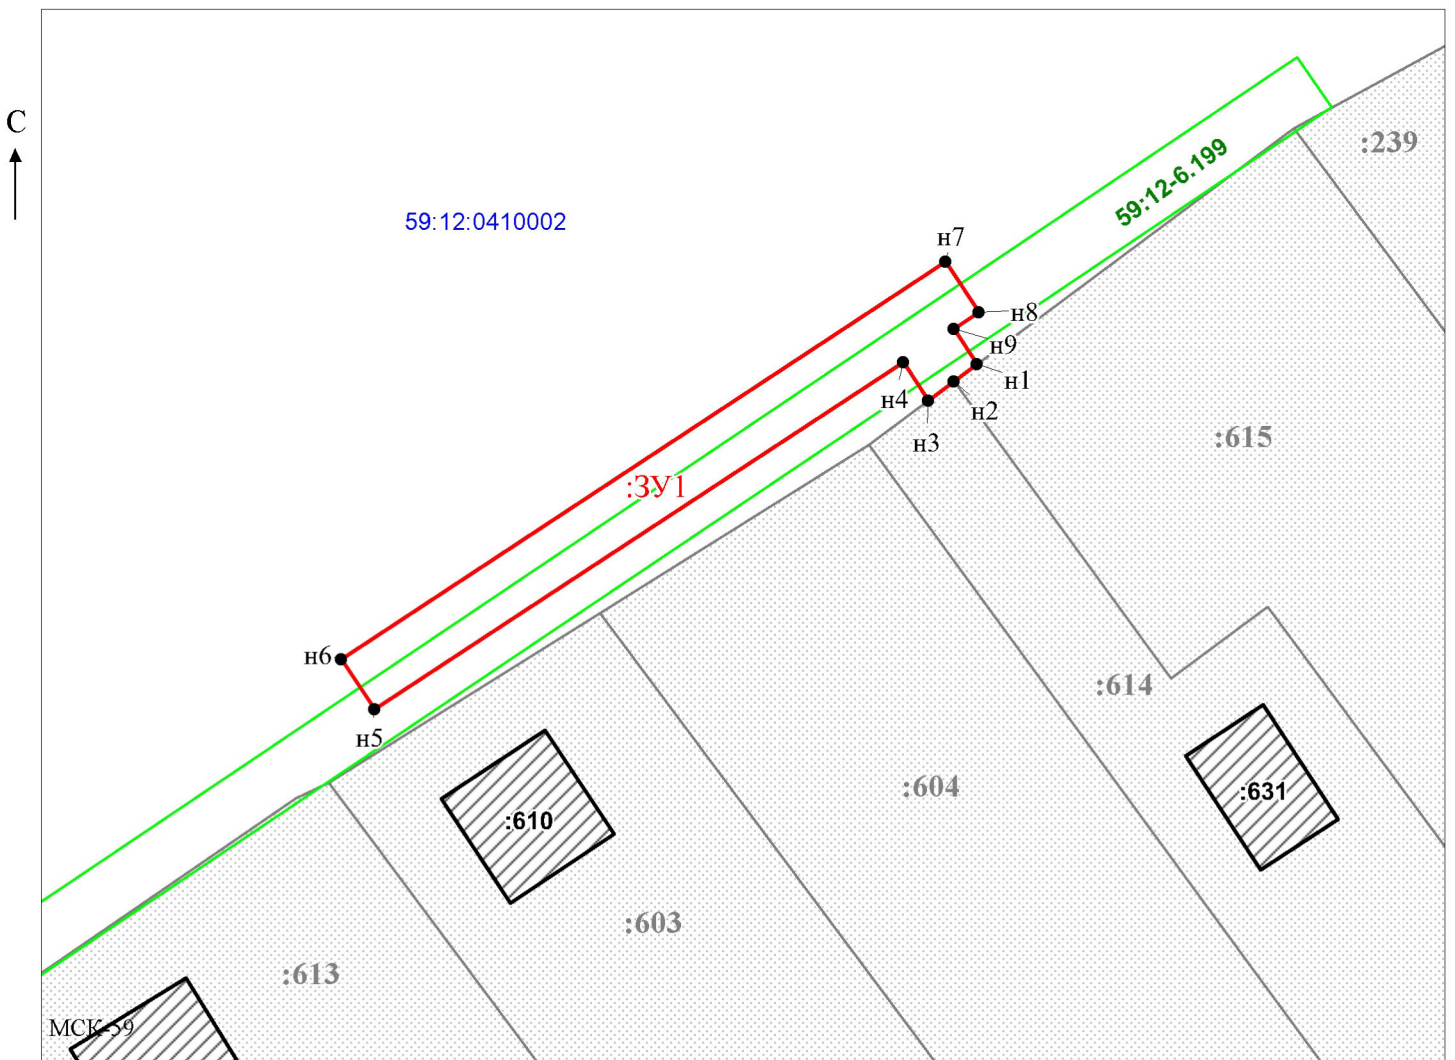 С
:239
59:12-6.199
59:12:0410002
н7
н8
н9
н1
н4
н2
н3
:615
:ЗУ1
н6
н5
:614
:604
:631
:610
:603
:613
МСК-59